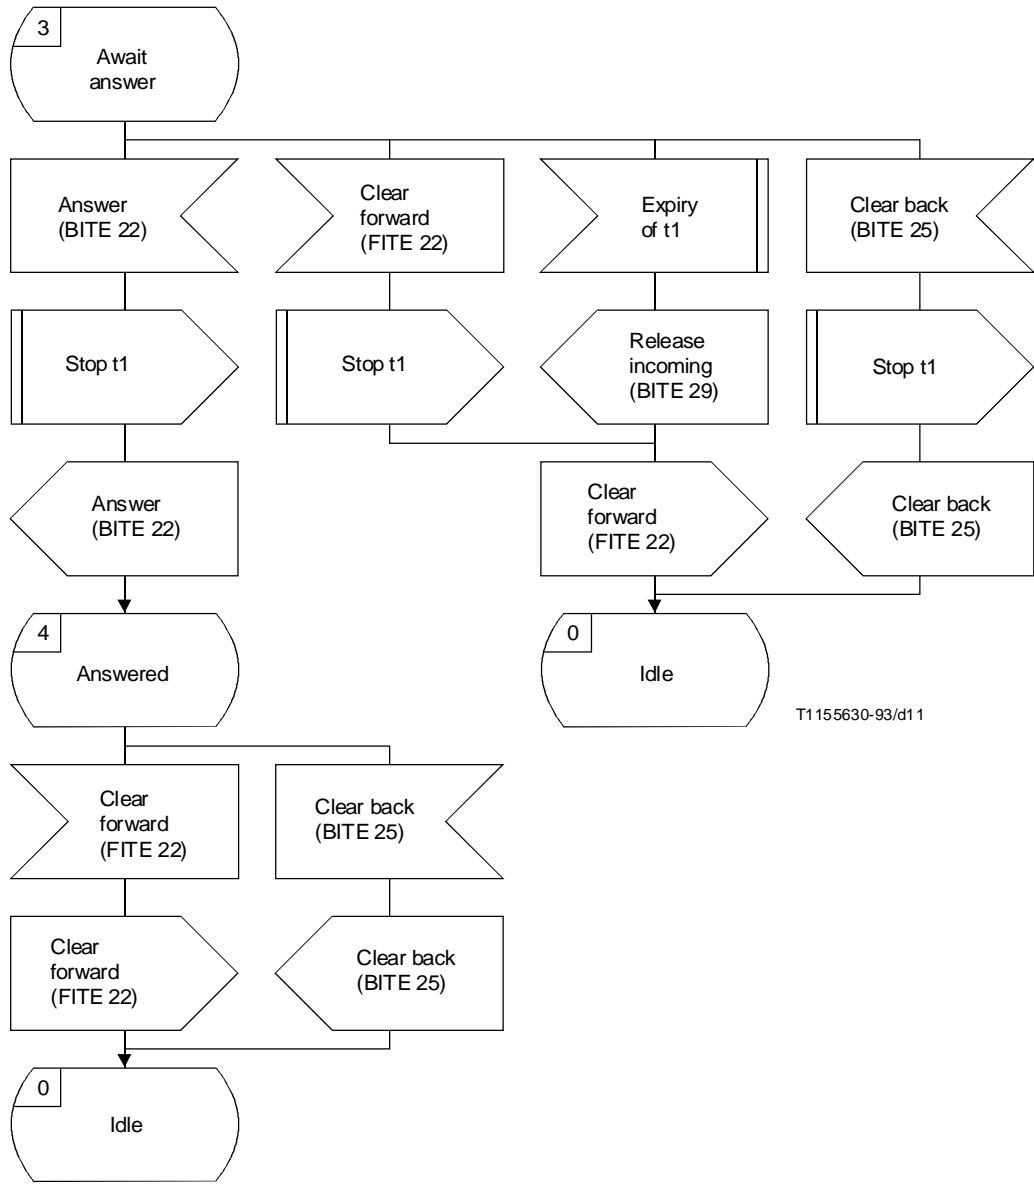 3
Await
answer
Answer
(BITE 22)
Clear
forward
(FITE 22)
Expiry
of t1
Clear back
(BITE 25)
Stop t1
Stop t1
Release
incoming
(BITE 29)
Stop t1
Answer
(BITE 22)
Clear
forward
(FITE 22)
Clear back
(BITE 25)
4
Answered
0
Idle
T1155630-93/d11
Clear
forward
(FITE 22)
Clear back
(BITE 25)
Clear
forward
(FITE 22)
Clear back
(BITE 25)
0
Idle